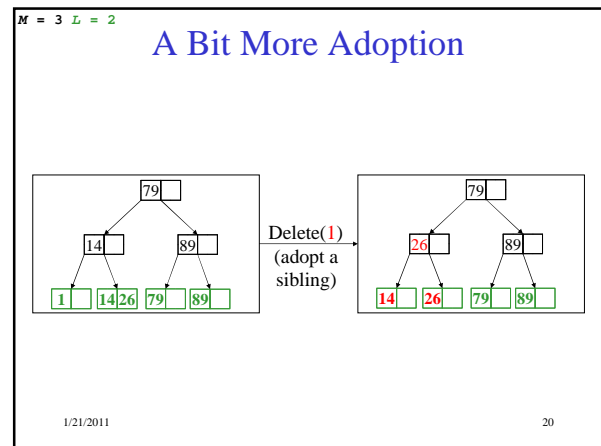 M = 3 L = 2
A Bit More Adoption
79
14 89
1 14 26 79 89
Delete(1)
(adopt a
sibling)
79
26 89
14 26 79 89
1/21/2011 20